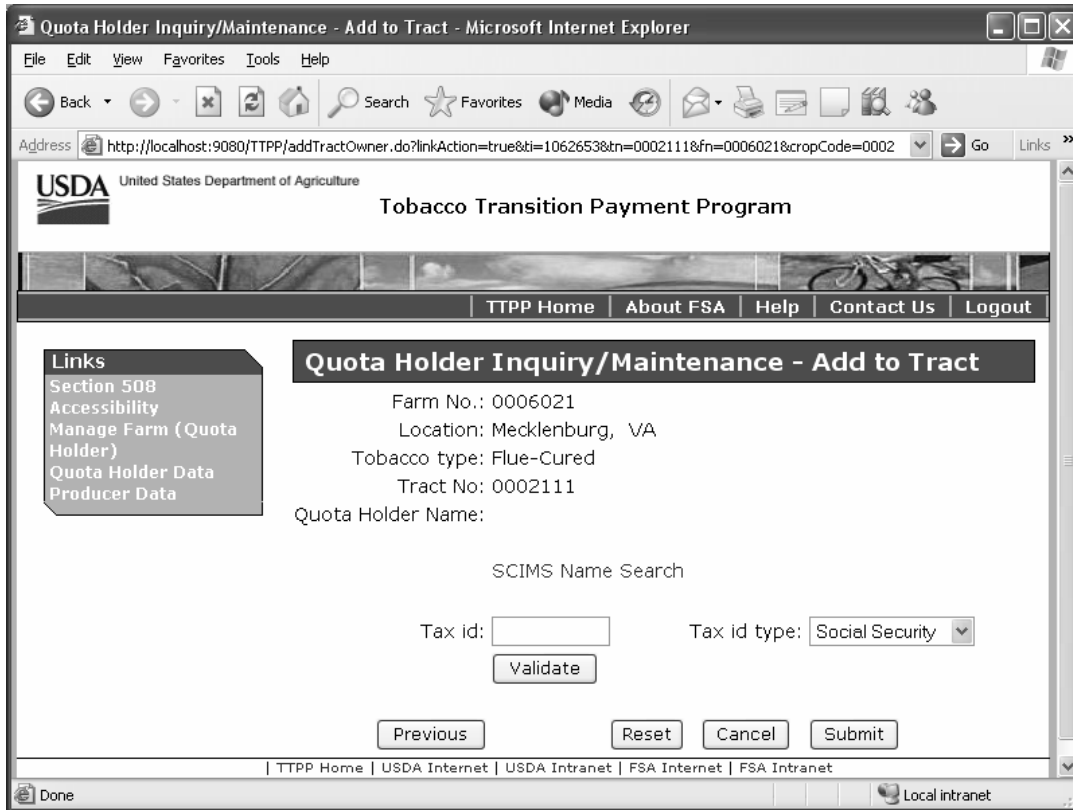 Quota Holder Inquiry/Maintenance - Add to Tract - Microsoft Internet Explorer
File Edit View Favorites Tools Help
Back Search Favorites Media
Address http://localhost:9080/TTPP/addTractOwner.do?linkAction=true&ti=1062653&tn=0002111&fn=0006021&cropCode=0002 Go Links »
USDA United States Department of Agriculture
Tobacco Transition Payment Program
| TTPP Home | About FSA | Help | Contact Us | Logout |
Links
Section 508
Accessibility
Manage Farm (Quota
Holder)
Quota Holder Data
Producer Data
Quota Holder Inquiry/Maintenance - Add to Tract
Farm No.: 0006021
Location: Mecklenburg, VA
Tobacco type: Flue-Cured
Tract No: 0002111
Quota Holder Name:
SCIMS Name Search
Tax id: Tax id type: Social Security
Validate
Previous Reset Cancel Submit
| TTPP Home | USDA Internet | USDA Intranet | FSA Internet | FSA Intranet
Done Local intranet